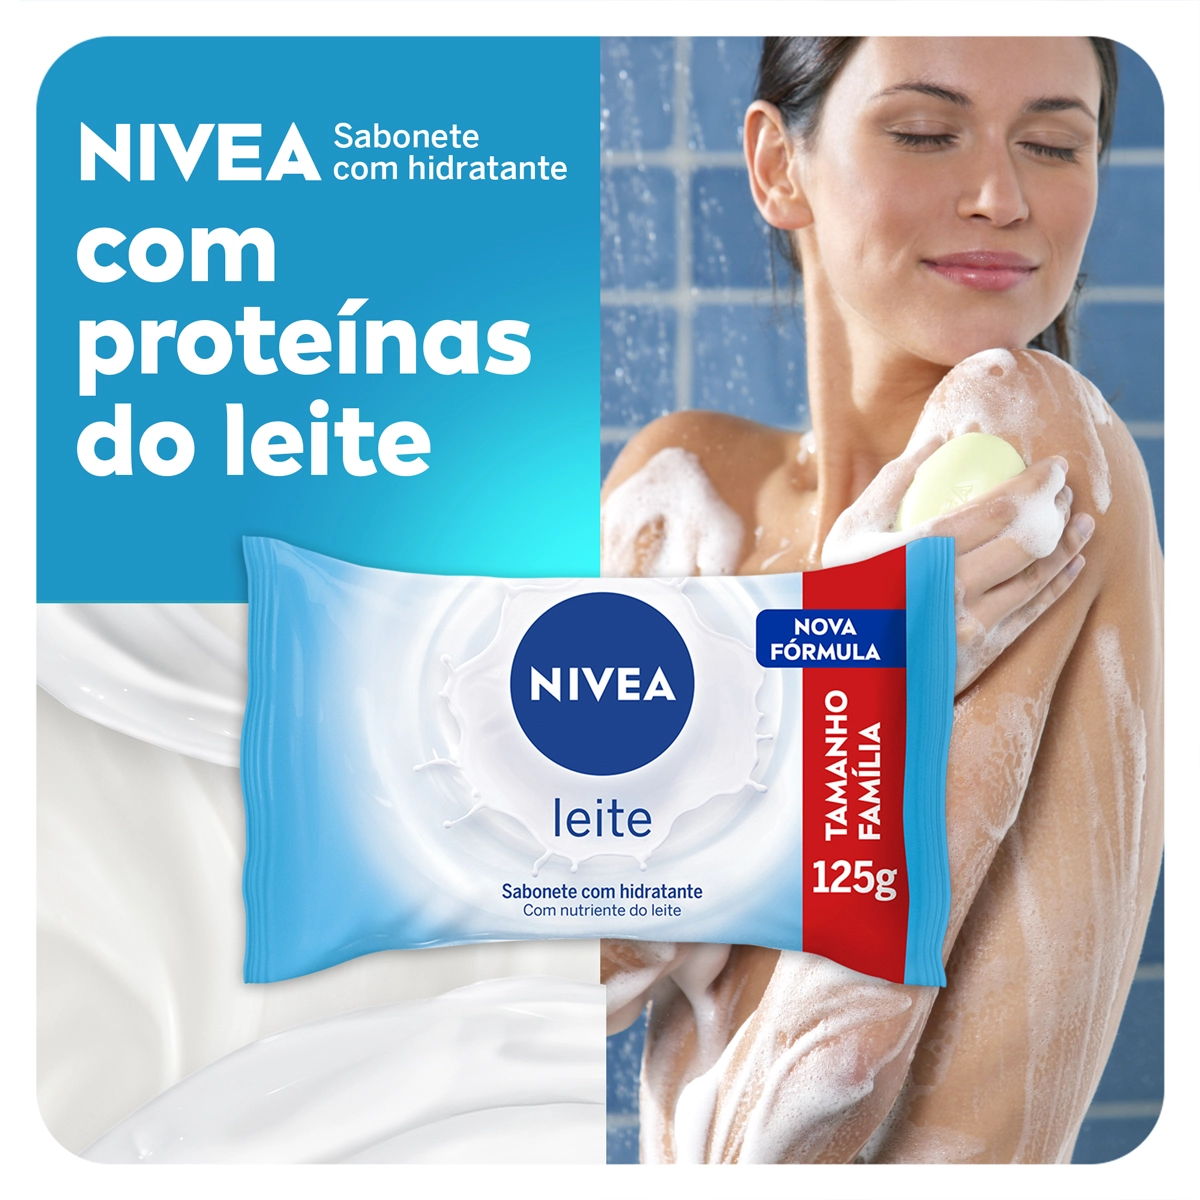 NIVEA Sabonete
com hidratante
com
proteínas
do leite
NIVEA
leite
Sabonete com hidratante
Com nutriente do leite
NOVA
FÓRMULA
TAMANHO
FAMÍLIA
125g